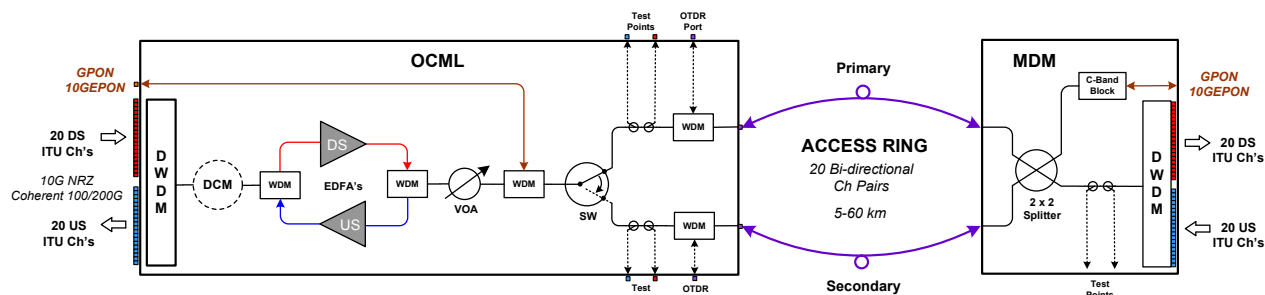 Test
Points
OTDR
Port
OCML
MDM
GPON
10GEPON
Primary
C-Band
Block
GPON
10GEPON
WDM
20 DS
ITU Ch's
DS
D
W
D
M
DCM
WDM
EDFA's
WDM
WDM
VOA
SW
ACCESS RING
20 Bi-directional
Ch Pairs
5-60 km
D
W
D
M
20 DS
ITU Ch's
10G NRZ
Coherent 100/200G
2 x 2
Splitter
20 US
ITU Ch's
US
WDM
20 US
ITU Ch's
Test
OTDR
Secondary
Test
Points